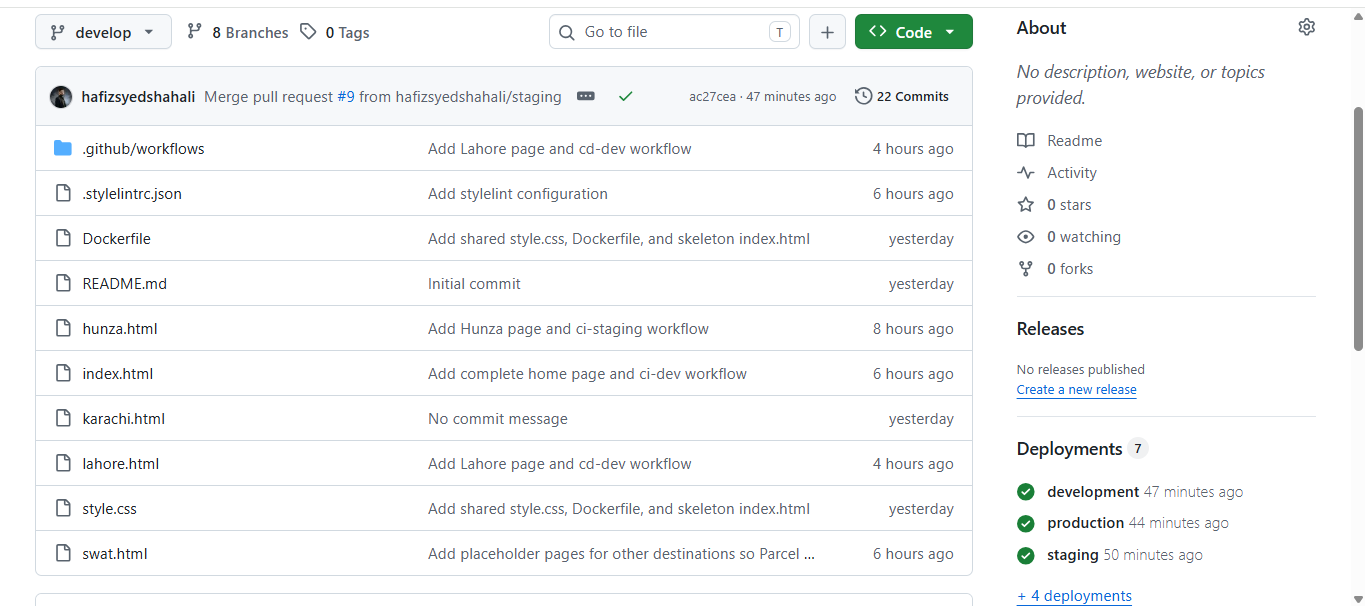 develop 8 Branches 0 Tags Go to file T Code
hafizsyedshahali Merge pull request #9 from hafizsyedshahali/staging ac27cea · 47 minutes ago 22 Commits
.github/workflows Add Lahore page and cd-dev workflow 4 hours ago
.stylelintrc.json Add stylelint configuration 6 hours ago
Dockerfile Add shared style.css, Dockerfile, and skeleton index.html yesterday
README.md Initial commit yesterday
hunza.html Add Hunza page and ci-staging workflow 8 hours ago
index.html Add complete home page and ci-dev workflow 6 hours ago
karachi.html No commit message yesterday
lahore.html Add Lahore page and cd-dev workflow 4 hours ago
style.css Add shared style.css, Dockerfile, and skeleton index.html yesterday
swat.html Add placeholder pages for other destinations so Parcel ... 6 hours ago
About
No description, website, or topics
provided.
Readme
Activity
0 stars
0 watching
0 forks
Releases
No releases published
Create a new release
Deployments 7
development 47 minutes ago
production 44 minutes ago
staging 50 minutes ago
+ 4 deployments